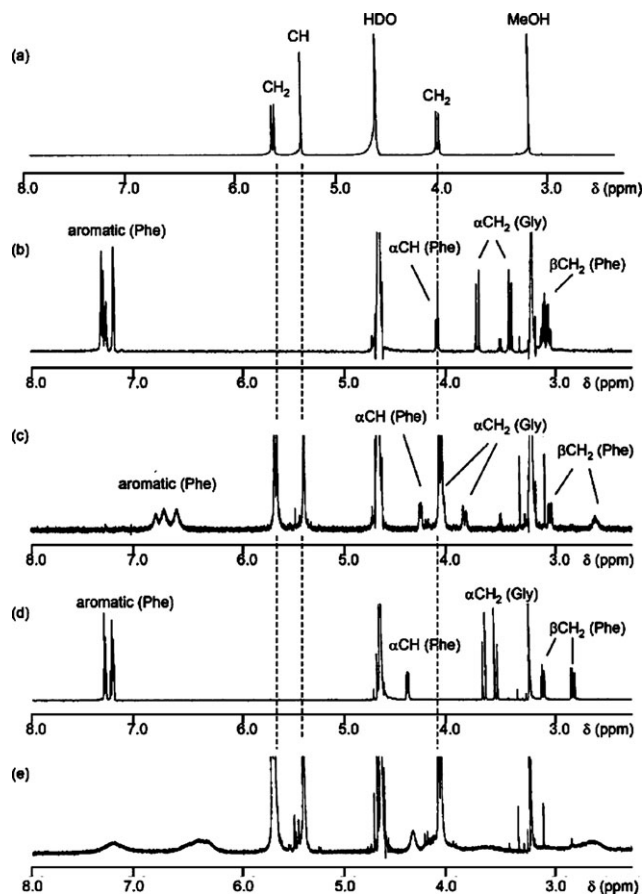 (a)
CH₂
CH
HDO
CH₂
MeOH
8.0 7.0 6.0 5.0 4.0 3.0 δ (ppm)
(b)
aromatic (Phe)
αCH (Phe)
αCH₂ (Gly)
βCH₂ (Phe)
8.0 7.0 6.0 5.0 4.0 3.0 δ (ppm)
(c)
aromatic (Phe)
αCH (Phe)
αCH₂ (Gly)
βCH₂ (Phe)
8.0 7.0 6.0 5.0 4.0 3.0 δ (ppm)
(d)
aromatic (Phe)
αCH (Phe)
αCH₂ (Gly)
βCH₂ (Phe)
8.0 7.0 6.0 5.0 4.0 3.0 δ (ppm)
(e)
8.0 7.0 6.0 5.0 4.0 3.0 δ (ppm)